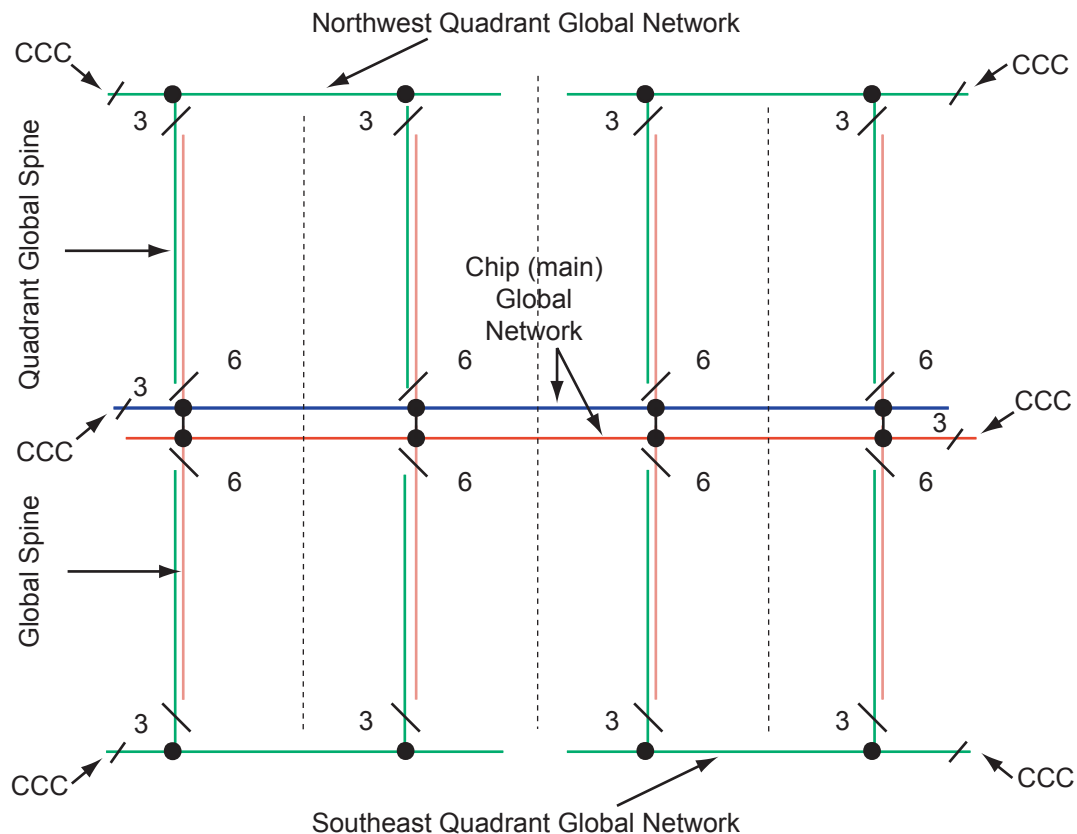 Northwest Quadrant Global Network
CCC
CCC
3
3
3
3
Quadrant Global Spine
Chip (main)
Global
Network
6
6
6
6
3
CCC
CCC
3
6
6
6
6
Global Spine
3
3
3
3
CCC
CCC
Southeast Quadrant Global Network